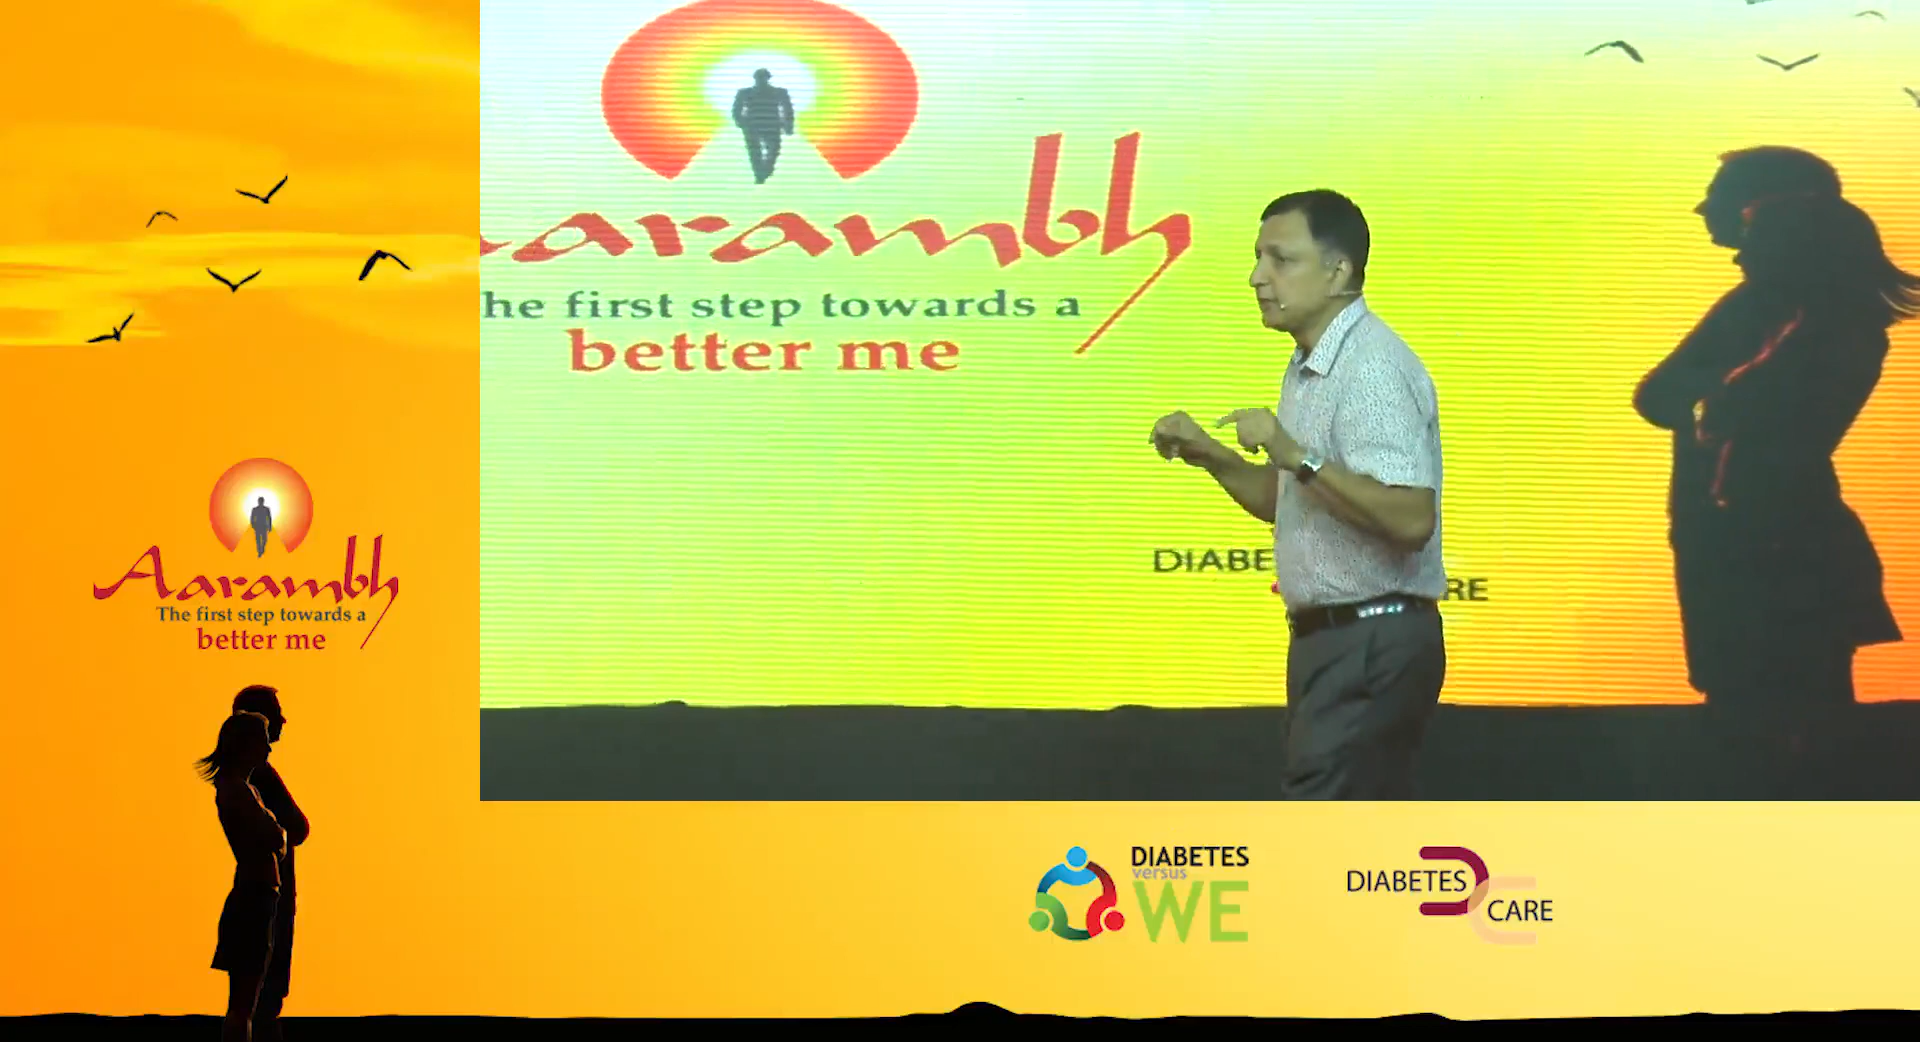 Aarambh
The first step towards a
better me
arambh
he first step towards a
better me
DIABE
RE
DIABETES
versus
WE
DIABETES
CARE